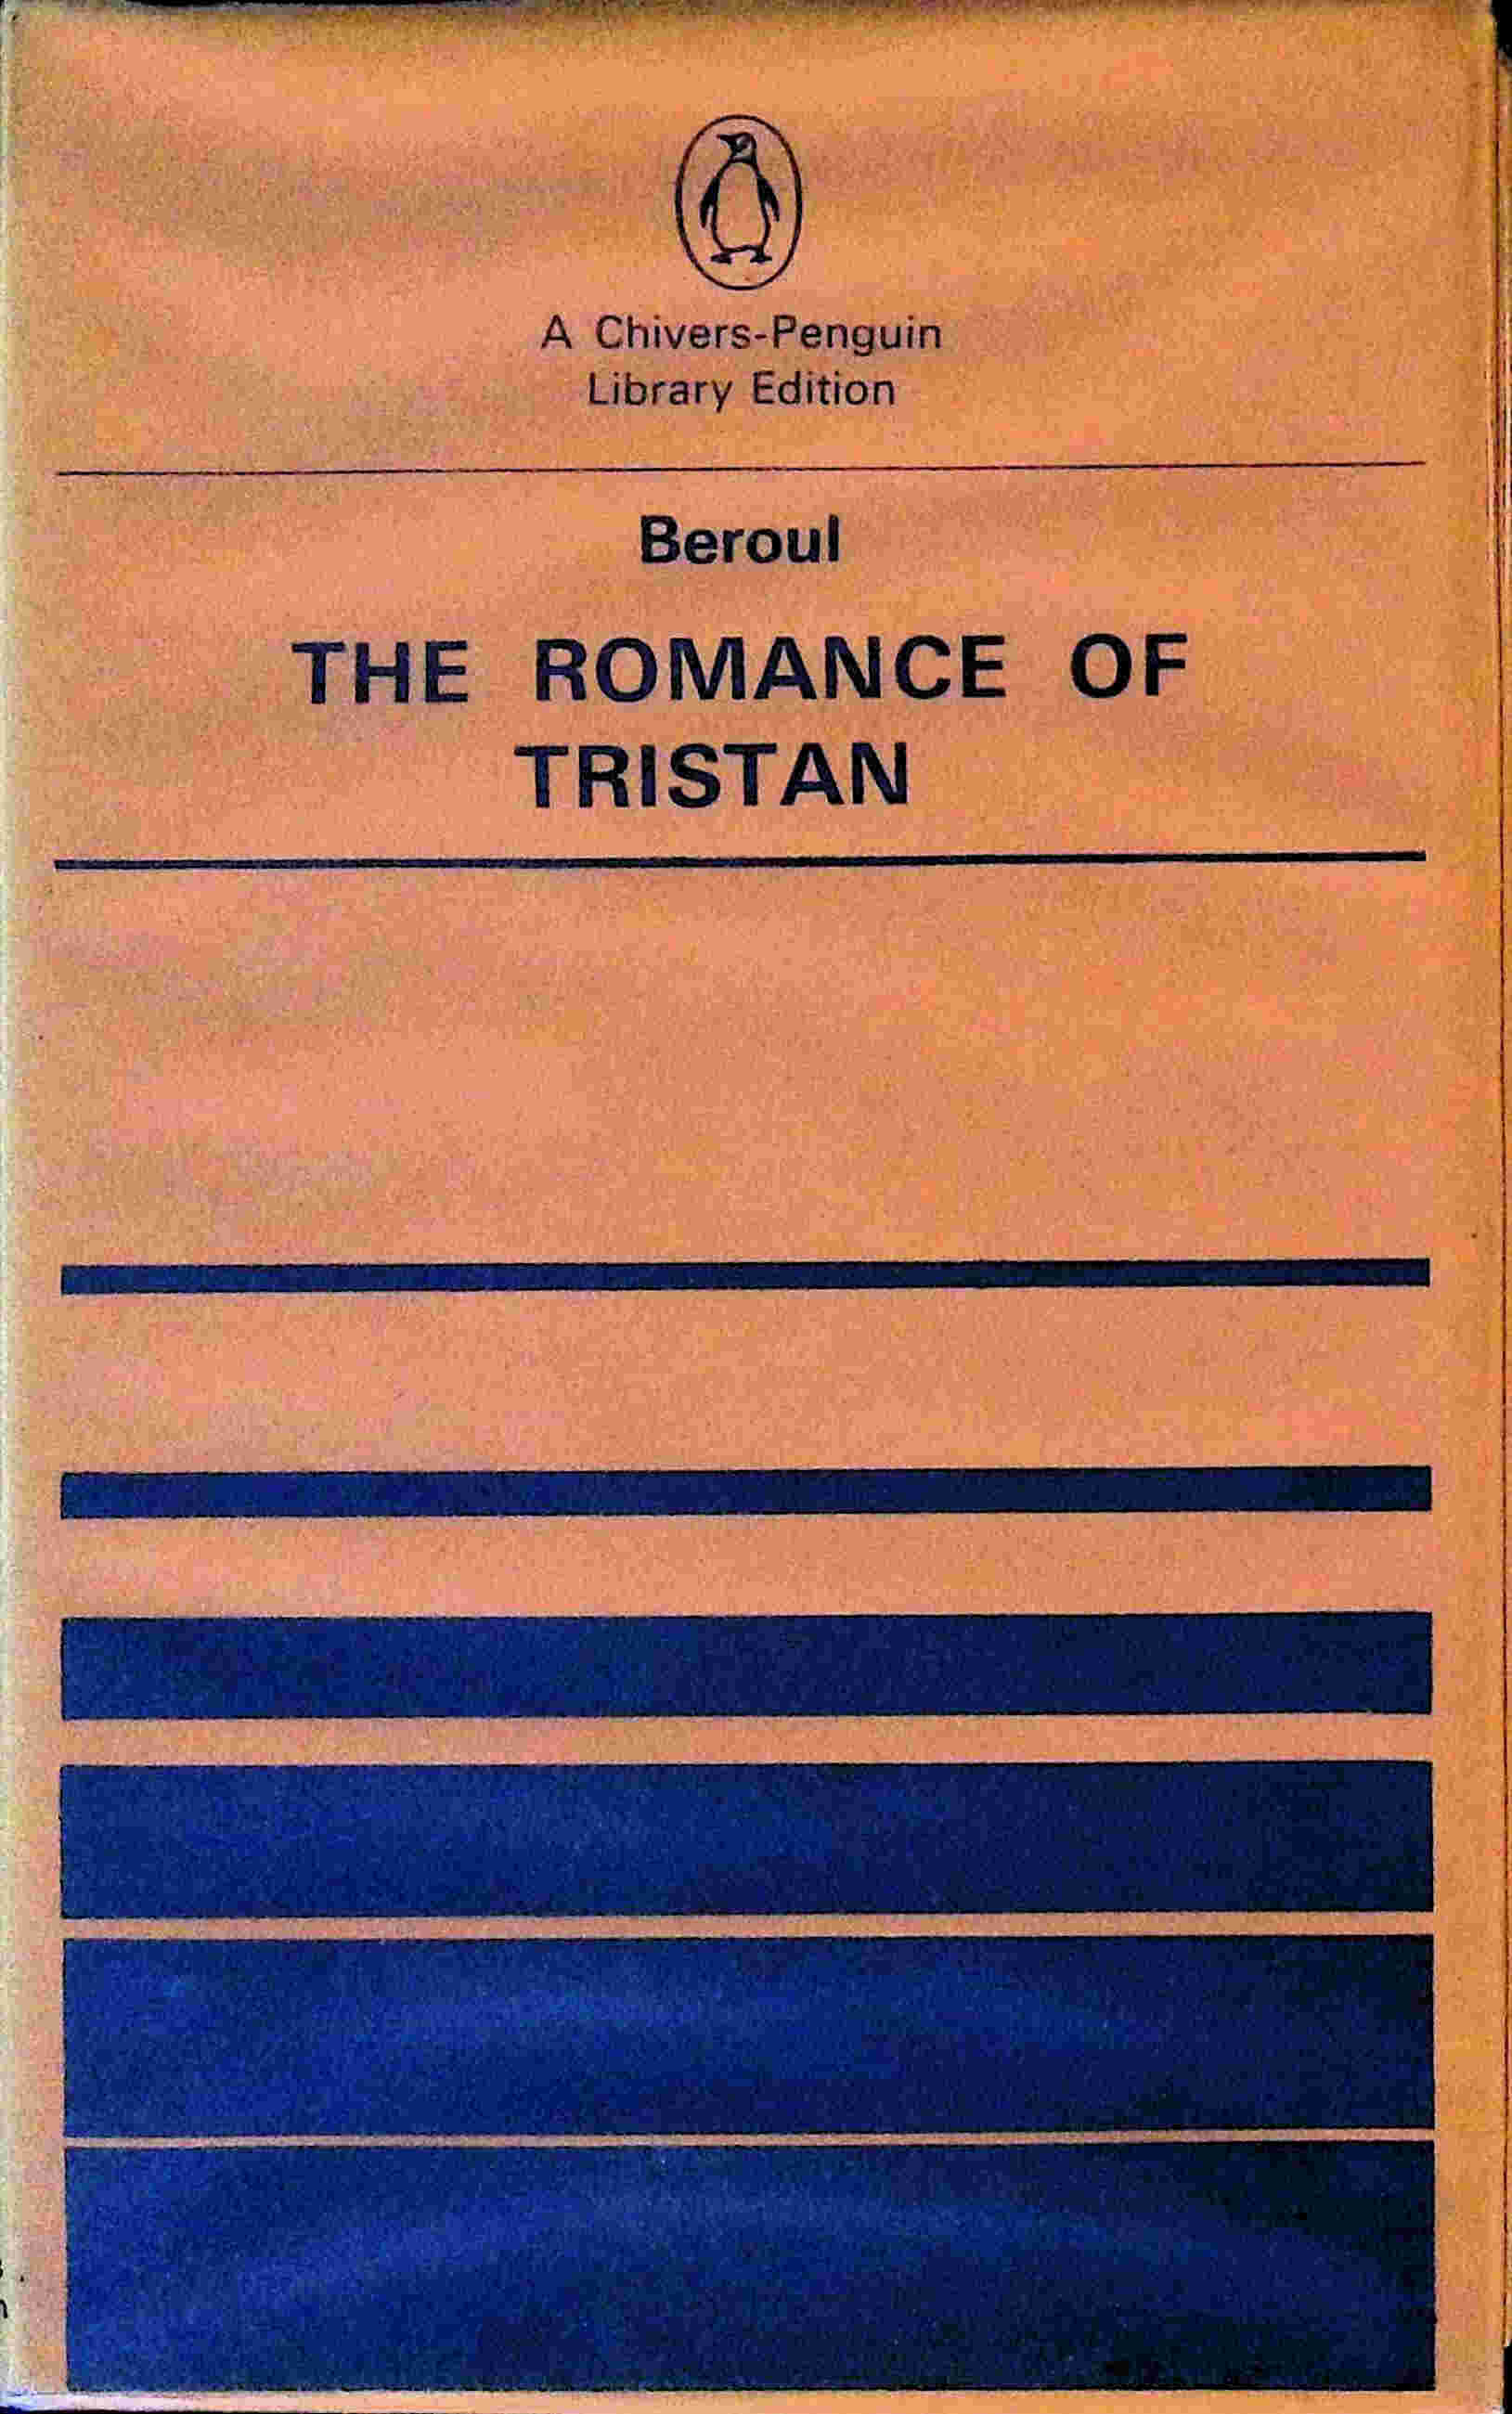 A Chivers-Penguin
Library Edition
Beroul
THE ROMANCE OF
TRISTAN